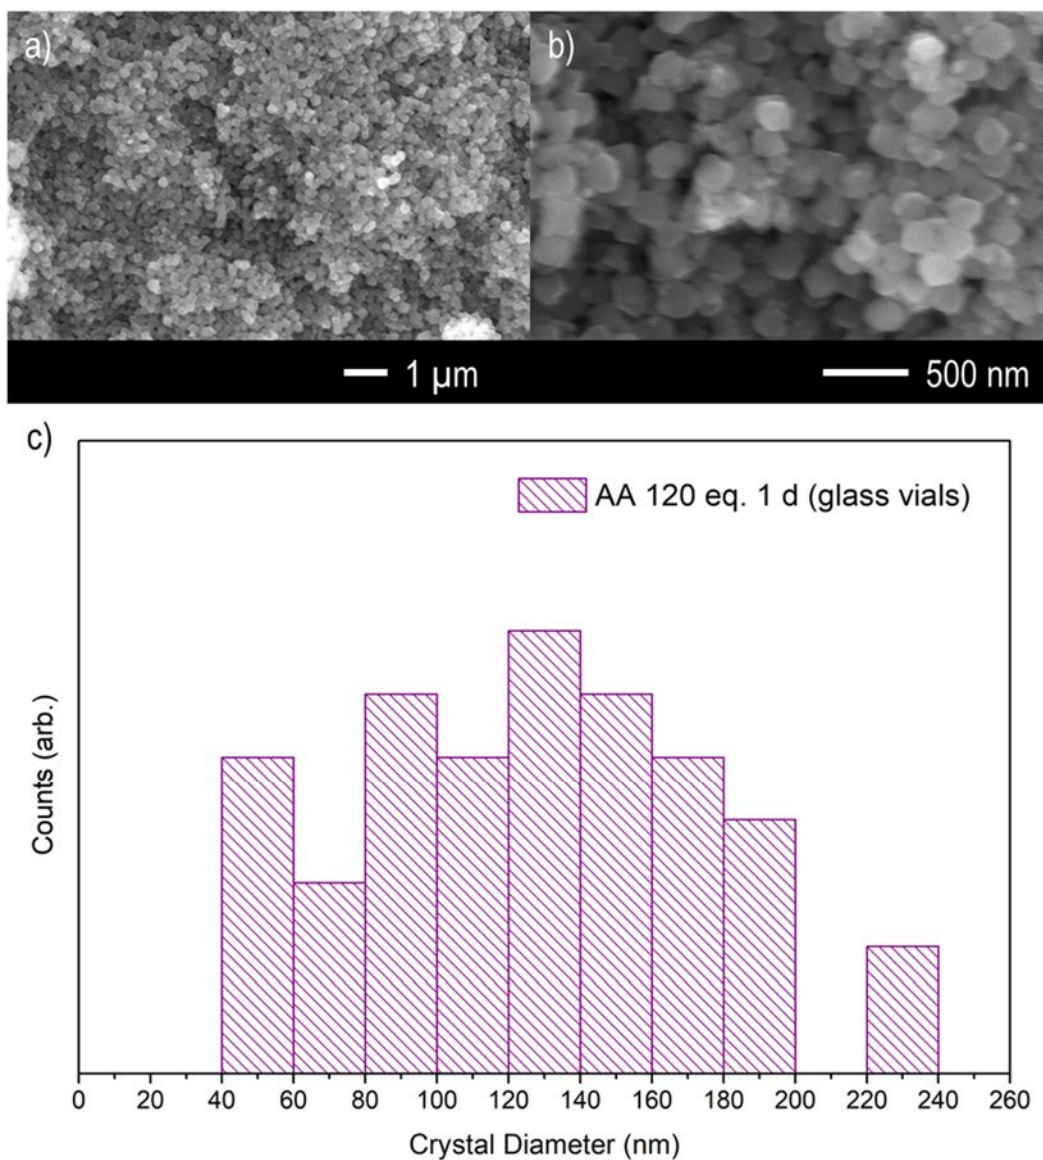 a)
b)
1 µm
500 nm
c)
AA 120 eq. 1 d (glass vials)
Counts (arb.)
0 20 40 60 80 100 120 140 160 180 200 220 240 260
Crystal Diameter (nm)